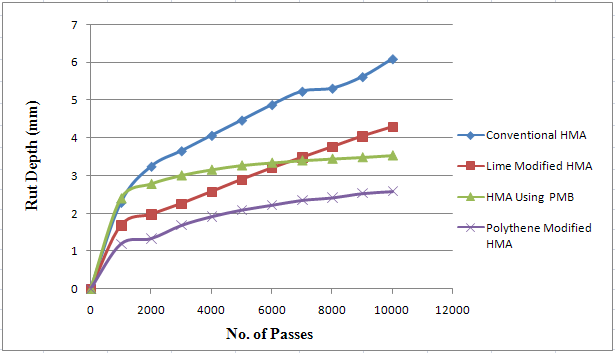 7
6
5
4
3
2
1
0
Rut Depth (mm)
0 2000 4000 6000 8000 10000 12000
No. of Passes
Conventional HMA
Lime Modified HMA
HMA Using PMB
Polythene Modified
HMA